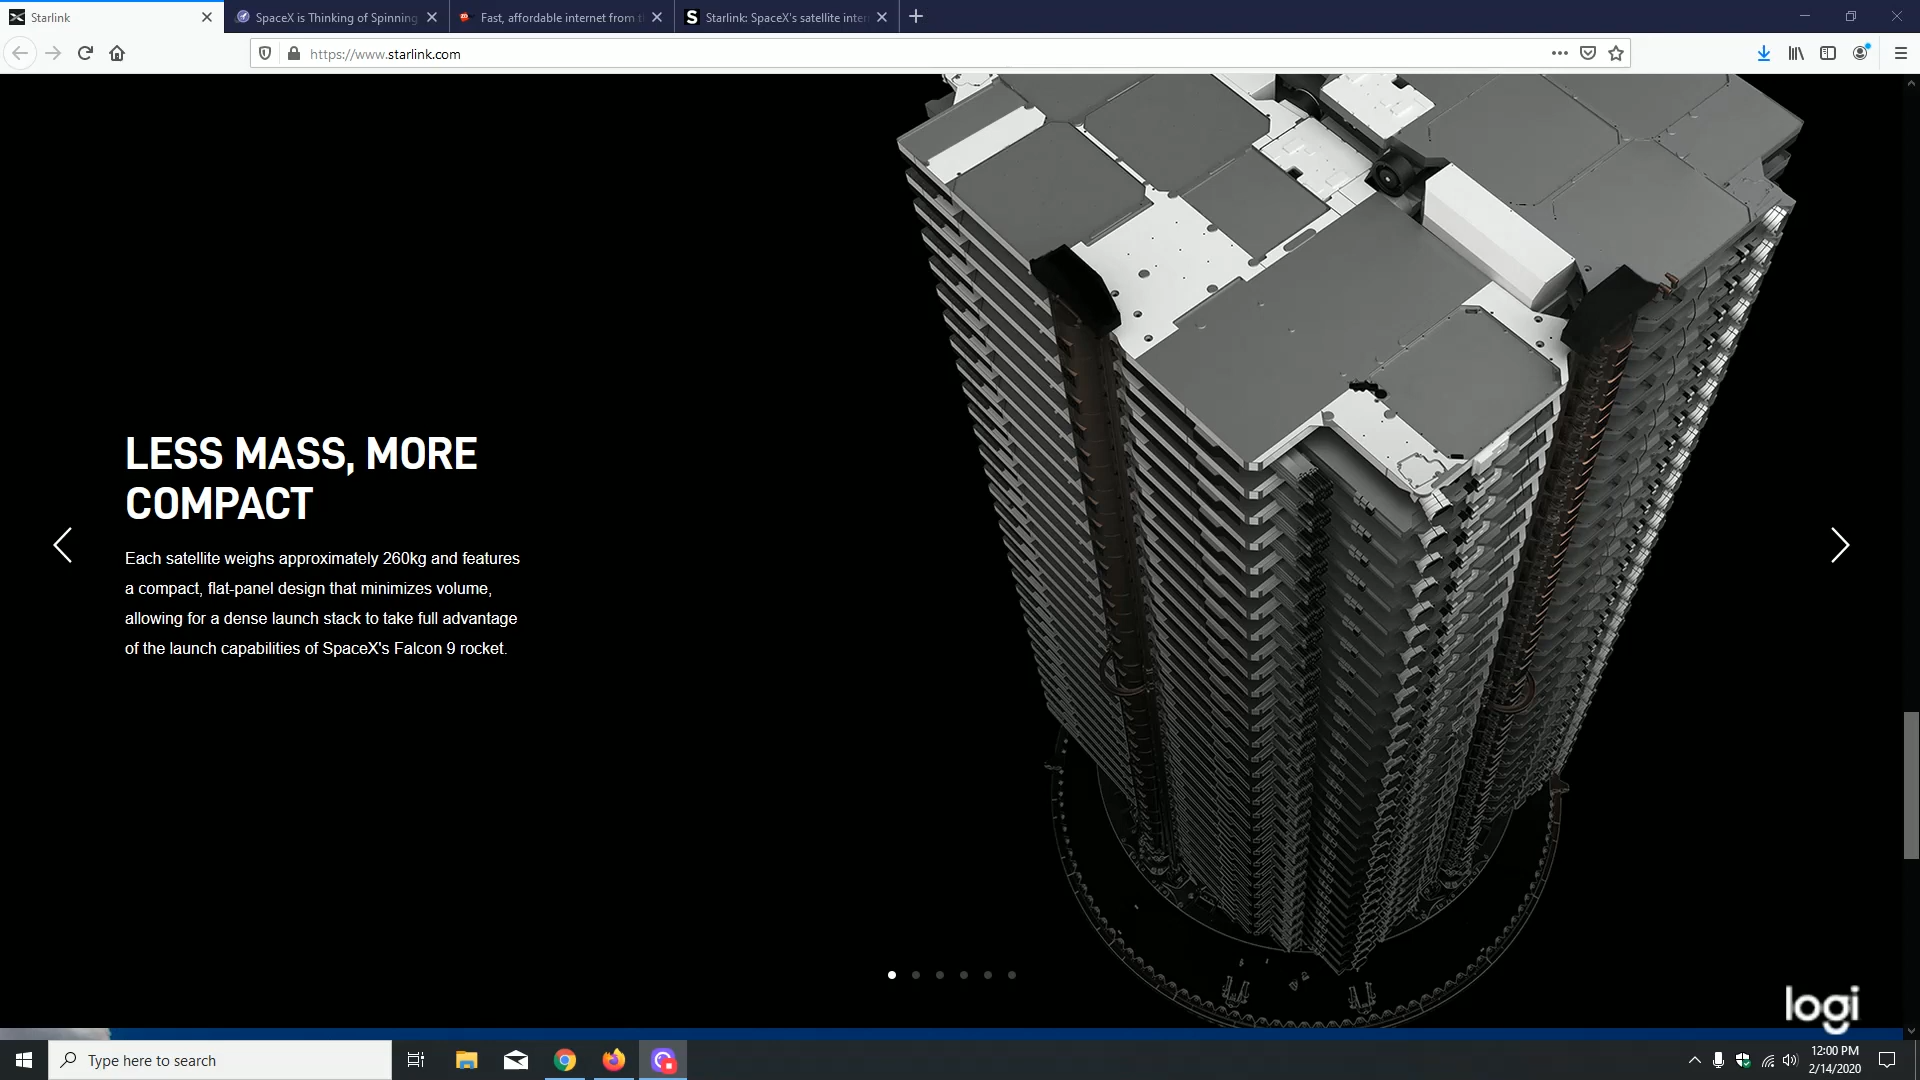 Starlink
SpaceX is Thinking of Spinning
Fast, affordable internet from t
Starlink: SpaceX's satellite inter
https://www.starlink.com
LESS MASS, MORE
COMPACT
Each satellite weighs approximately 260kg and features
a compact, flat-panel design that minimizes volume,
allowing for a dense launch stack to take full advantage
of the launch capabilities of SpaceX's Falcon 9 rocket.
logi
Type here to search
12:00 PM
2/14/2020